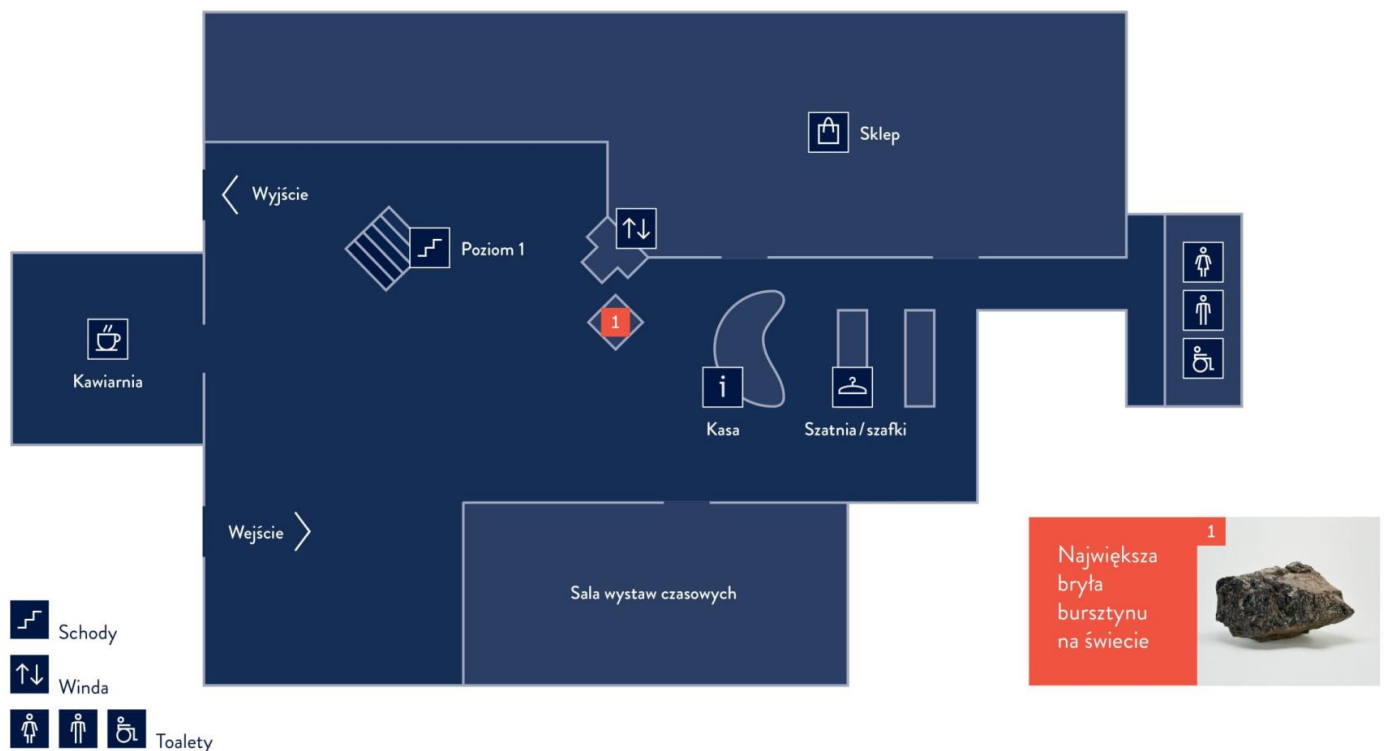 Sklep
Wyjście
Poziom 1
1
Kawiarnia
i
Kasa
Szatnia / szafki
Wejście
Sala wystaw czasowych
1
Największa
bryła
bursztynu
na świecie
Schody
Winda
Toalety